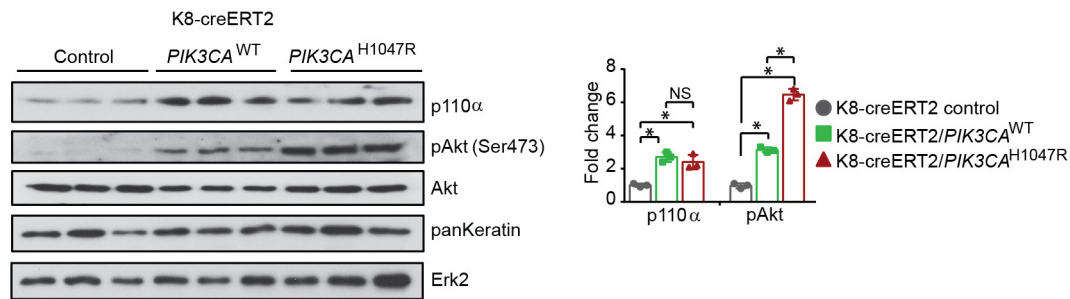 K8-creERT2
Control PIK3CA^WT PIK3CA^H1047R
p110α
pAkt (Ser473)
Akt
panKeratin
Erk2
Fold change
8
6
4
2
0
* * NS
* * *
p110α pAkt
K8-creERT2 control
K8-creERT2/PIK3CA^WT
K8-creERT2/PIK3CA^H1047R